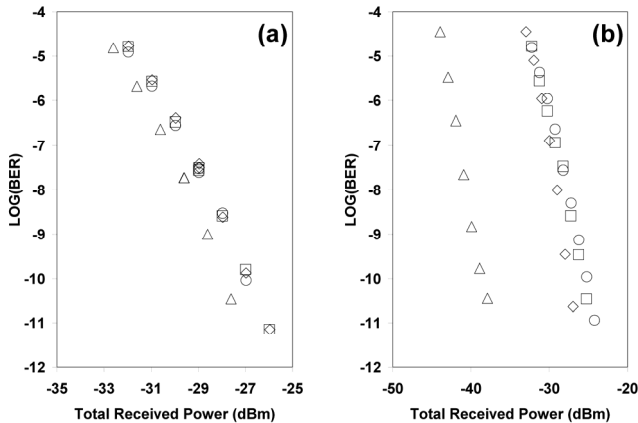 (a)
-4
-5
-6
-7
-8
-9
-10
-11
-12
LOG(BER)
-35 -33 -31 -29 -27 -25
Total Received Power (dBm)
(b)
-4
-5
-6
-7
-8
-9
-10
-11
-12
LOG(BER)
-50 -40 -30 -20
Total Received Power (dBm)